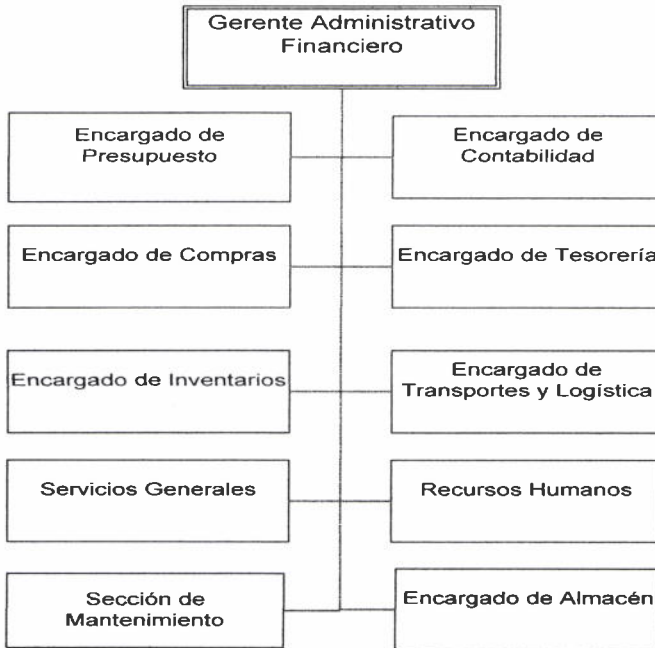 Gerente Administrativo
Financiero
Encargado de
Presupuesto
Encargado de
Contabilidad
Encargado de Compras
Encargado de Tesorería
Encargado de Inventarios
Encargado de
Transportes y Logística
Servicios Generales
Recursos Humanos
Sección de
Mantenimiento
Encargado de Almacén